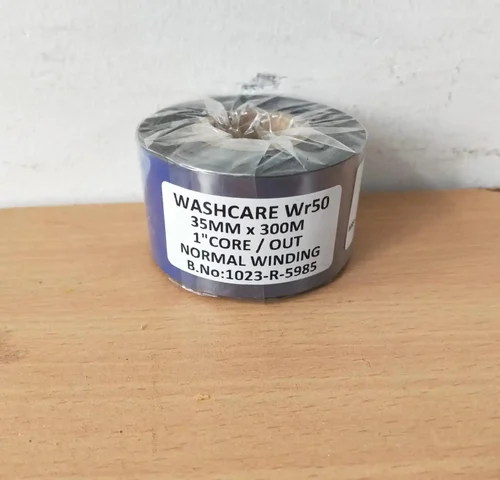 WASHCARE Wr50
35MM x 300M
1"CORE / OUT
NORMAL WINDING
B.No:1023-R-5985